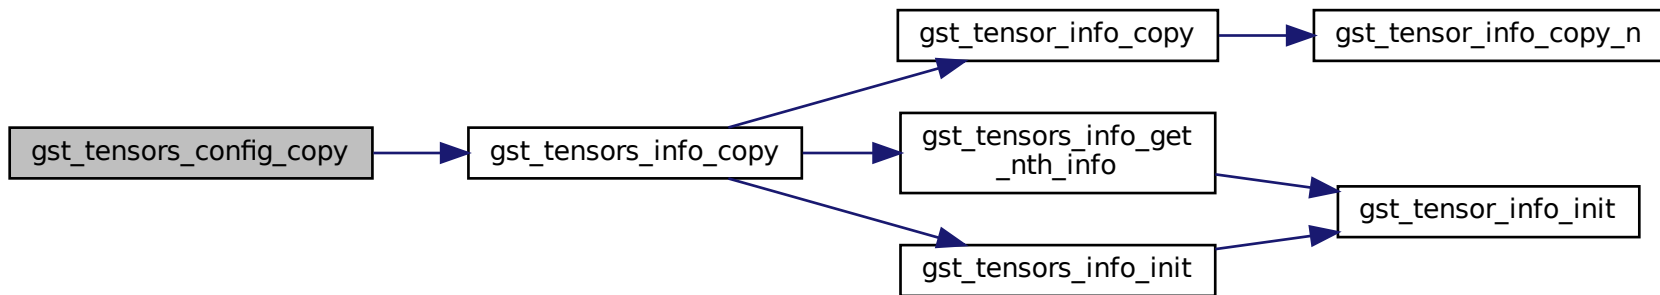 gst_tensors_config_copy
gst_tensors_info_copy
gst_tensor_info_copy
gst_tensor_info_copy_n
gst_tensors_info_get
_nth_info
gst_tensors_info_init
gst_tensor_info_init